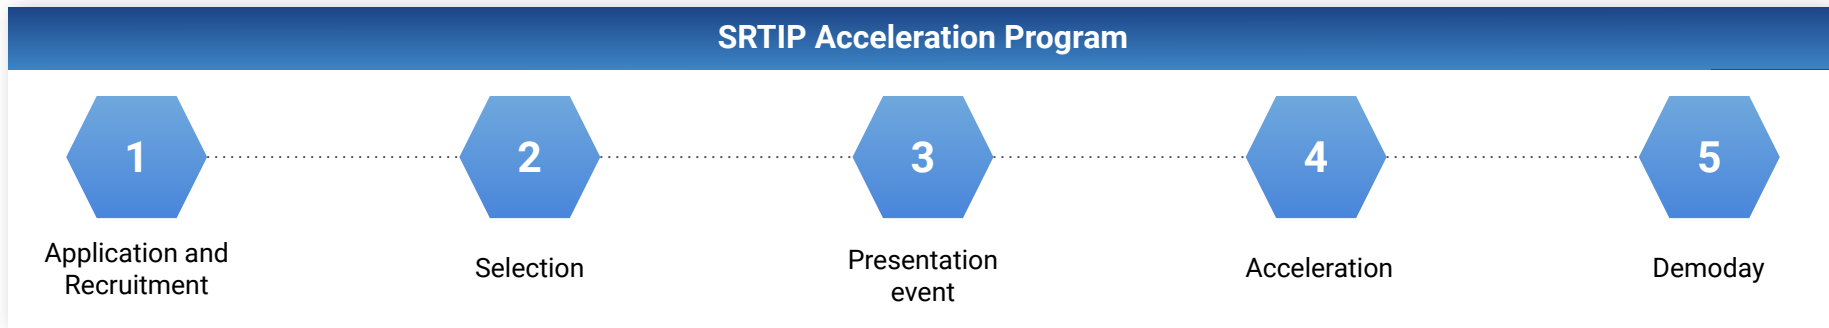 SRTIP Acceleration Program
1
2
3
4
5
Application and
Recruitment
Selection
Presentation
event
Acceleration
Demoday